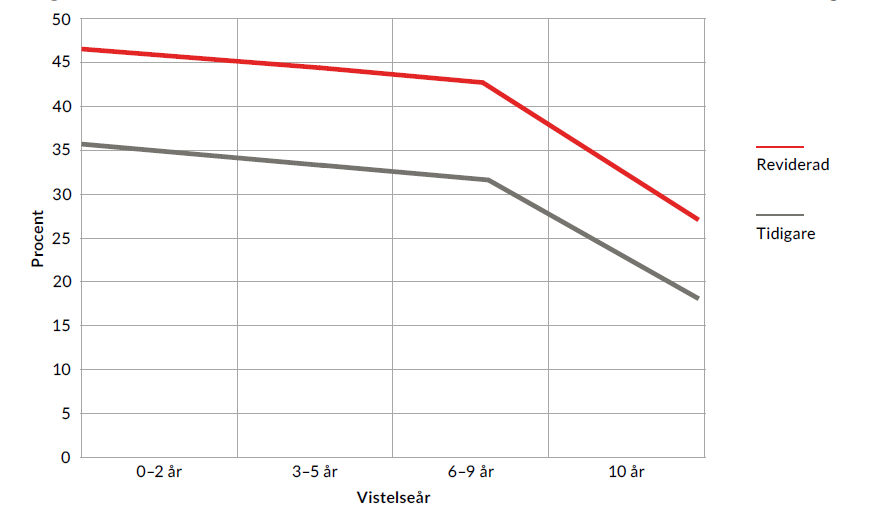 50
45
40
35
30
25
20
15
10
5
0
Procent
0–2 år
3–5 år
6–9 år
10 år
Vistelseår
Reviderad
Tidigare